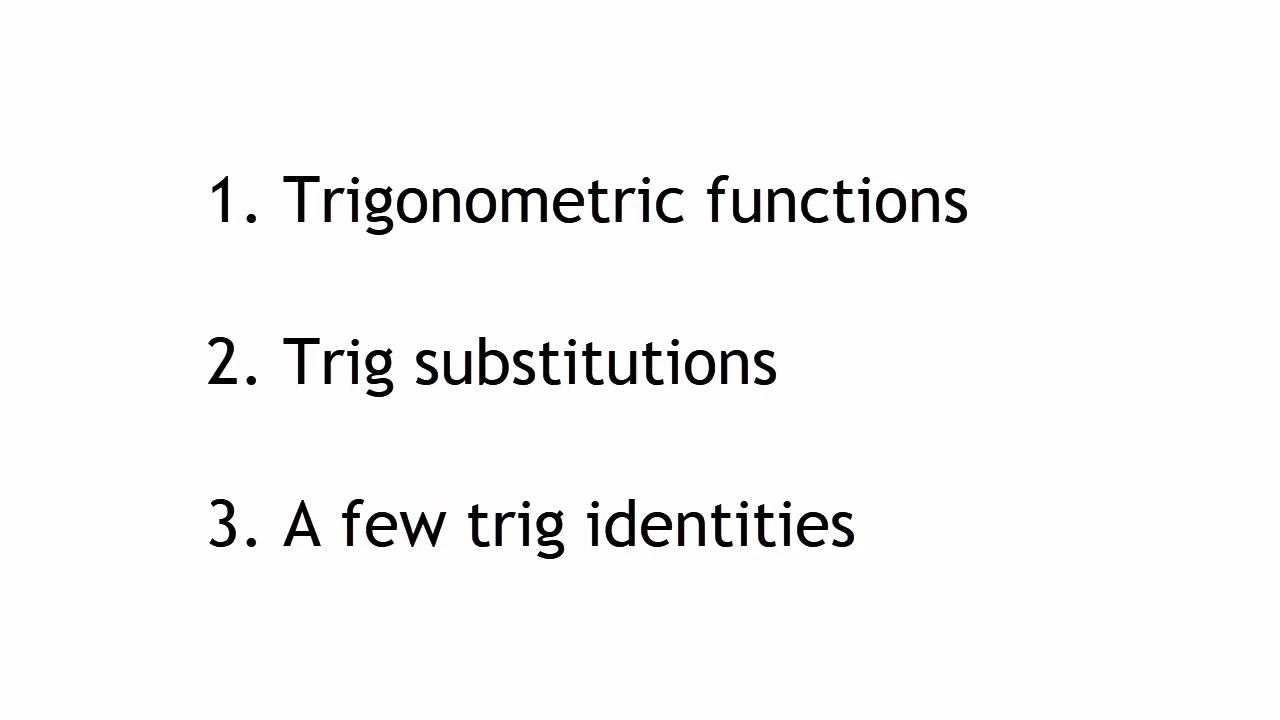 1. Trigonometric functions
2. Trig substitutions
3. A few trig identities